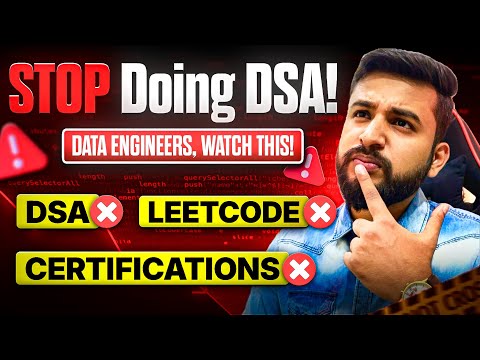 STOP Doing DSA!
DATA ENGINEERS, WATCH THIS!
DSA
LEETCODE
CERTIFICATIONS